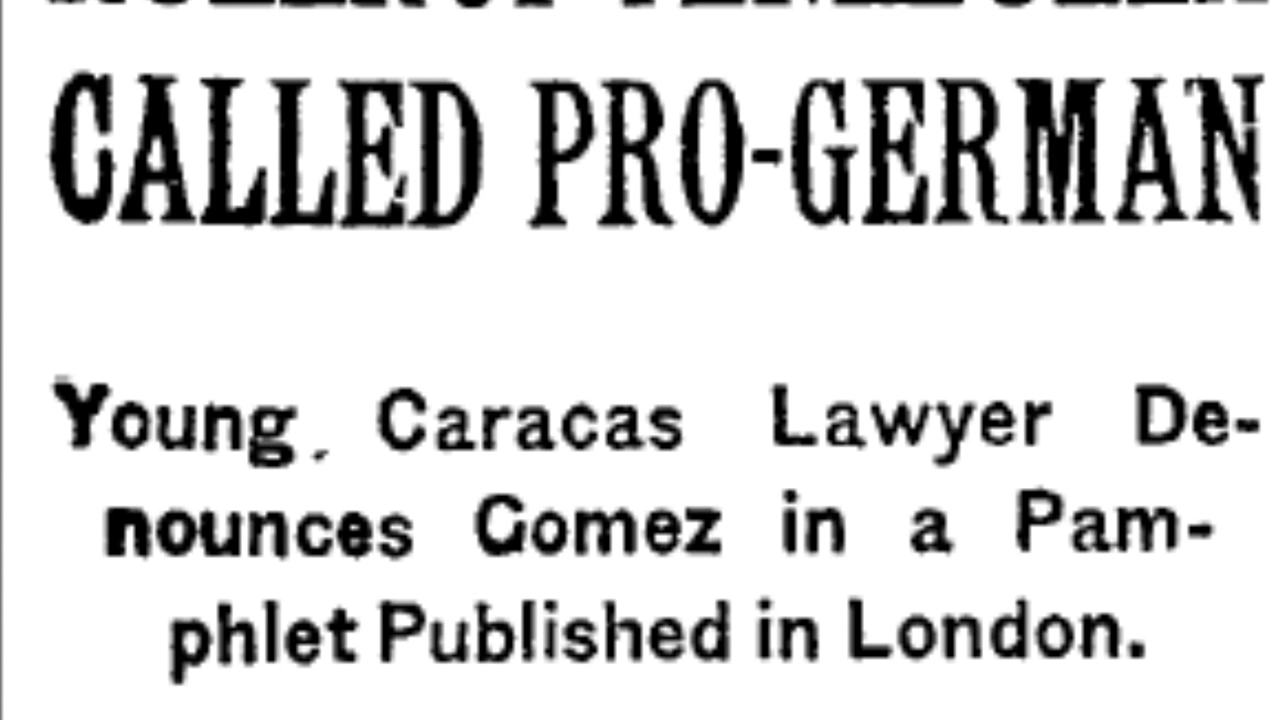 CALLED PRO-GERMAN
Young Caracas Lawyer De-
nounces Gomez in a Pam-
phlet Published in London.